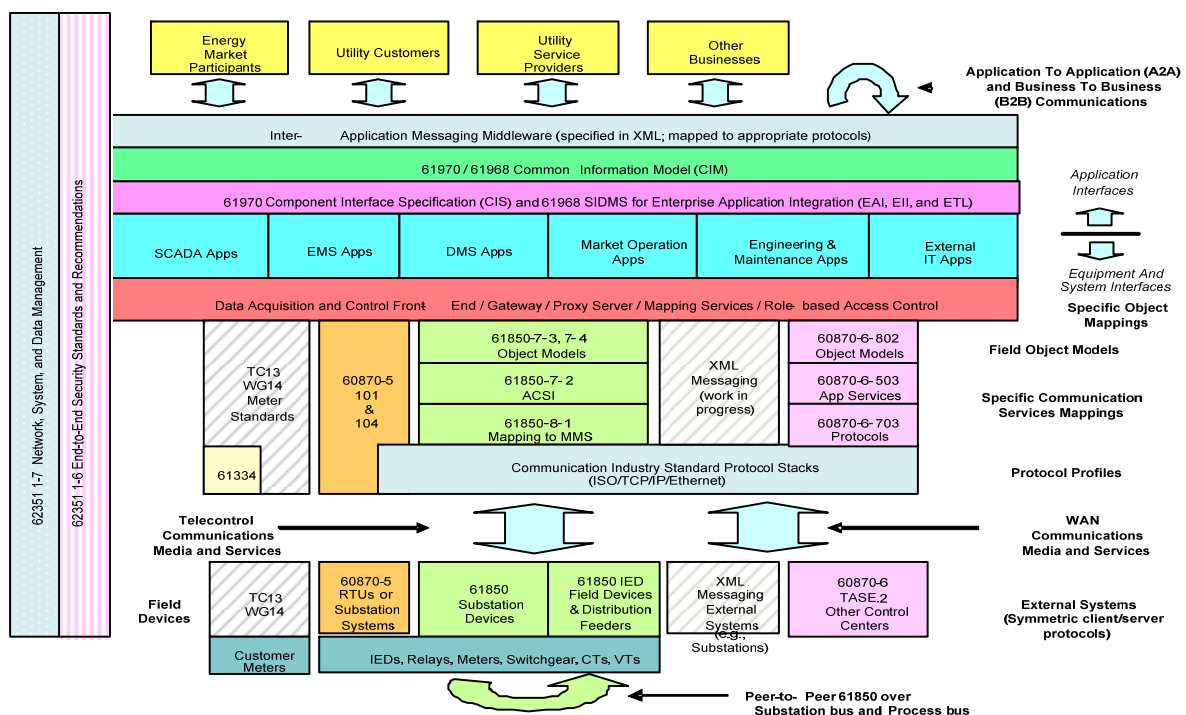 Energy
Market
Participants
Utility Customers
Utility
Service
Providers
Other
Businesses
Application To Application (A2A)
and Business To Business
(B2B) Communications
Inter- Application Messaging Middleware (specified in XML; mapped to appropriate protocols)
61970 / 61968 Common Information Model (CIM)
61970 Component Interface Specification (CIS) and 61968 SIDMS for Enterprise Application Integration (EAI, EII, and ETL)
Application
Interfaces
SCADA Apps
EMS Apps
DMS Apps
Market Operation
Apps
Engineering &
Maintenance Apps
External
IT Apps
Equipment And
System Interfaces
Data Acquisition and Control Front- End / Gateway / Proxy Server / Mapping Services / Role- based Access Control
Specific Object
Mappings
62351 1-7 Network, System, and Data Management
62351 1-6 End-to-End Security Standards and Recommendations
TC13
WG14
Meter
Standards
61334
60870-5
101
&
104
61850-7-3, 7-4
Object Models
61850-7-2
ACSI
61850-8-1
Mapping to MMS
XML
Messaging
(work in
progress)
60870-6-802
Object Models
60870-6-503
App Services
60870-6-703
Protocols
Field Object Models
Specific Communication
Services Mappings
Communication Industry Standard Protocol Stacks
(ISO/TCP/IP/Ethernet)
Protocol Profiles
Telecontrol
Communications
Media and Services
WAN
Communications
Media and Services
Field
Devices
TC13
WG14
60870-5
RTUs or
Substation
Systems
61850
Substation
Devices
61850 IED
Field Devices
& Distribution
Feeders
XML
Messaging
External
Systems
(e.g.,
Substations)
60870-6
TASE.2
Other Control
Centers
External Systems
(Symmetric client/server
protocols)
Customer
Meters
IEDs, Relays, Meters, Switchgear, CTs, VTs
Peer-to- Peer 61850 over
Substation bus and Process bus